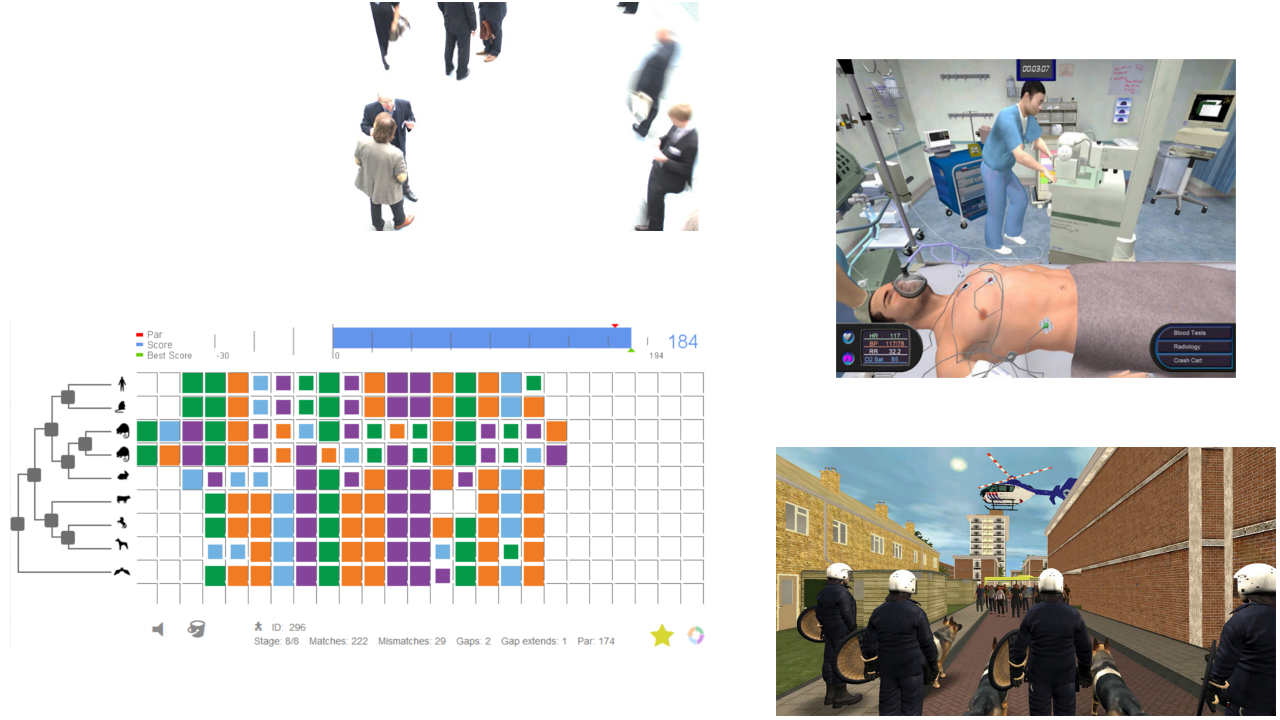 00:03:07
HR 117
BP 117/78
RR 32.2
O2 Sat 85
Blood Tests
Radiology
Crash Cart
Par
Score
Best Score
-30
0
194
184
ID: 296
Stage: 8/8 Matches: 222 Mismatches: 29 Gaps: 2 Gap extends: 1 Par: 174